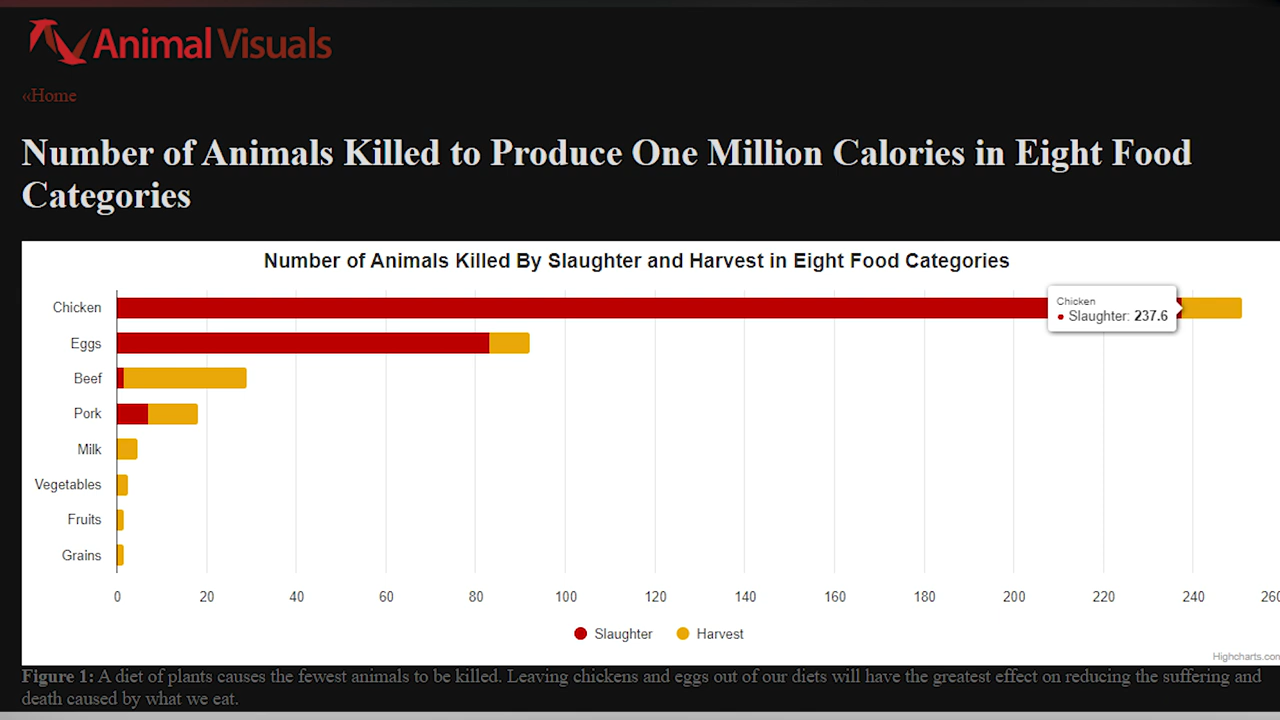 Animal Visuals
«Home
Number of Animals Killed to Produce One Million Calories in Eight Food
Categories
Number of Animals Killed By Slaughter and Harvest in Eight Food Categories
Chicken
Chicken
Slaughter: 237.6
Eggs
Beef
Pork
Milk
Vegetables
Fruits
Grains
0 20 40 60 80 100 120 140 160 180 200 220 240 260
Slaughter Harvest
Highcharts.com
Figure 1: A diet of plants causes the fewest animals to be killed. Leaving chickens and eggs out of our diets will have the greatest effect on reducing the suffering and
death caused by what we eat.